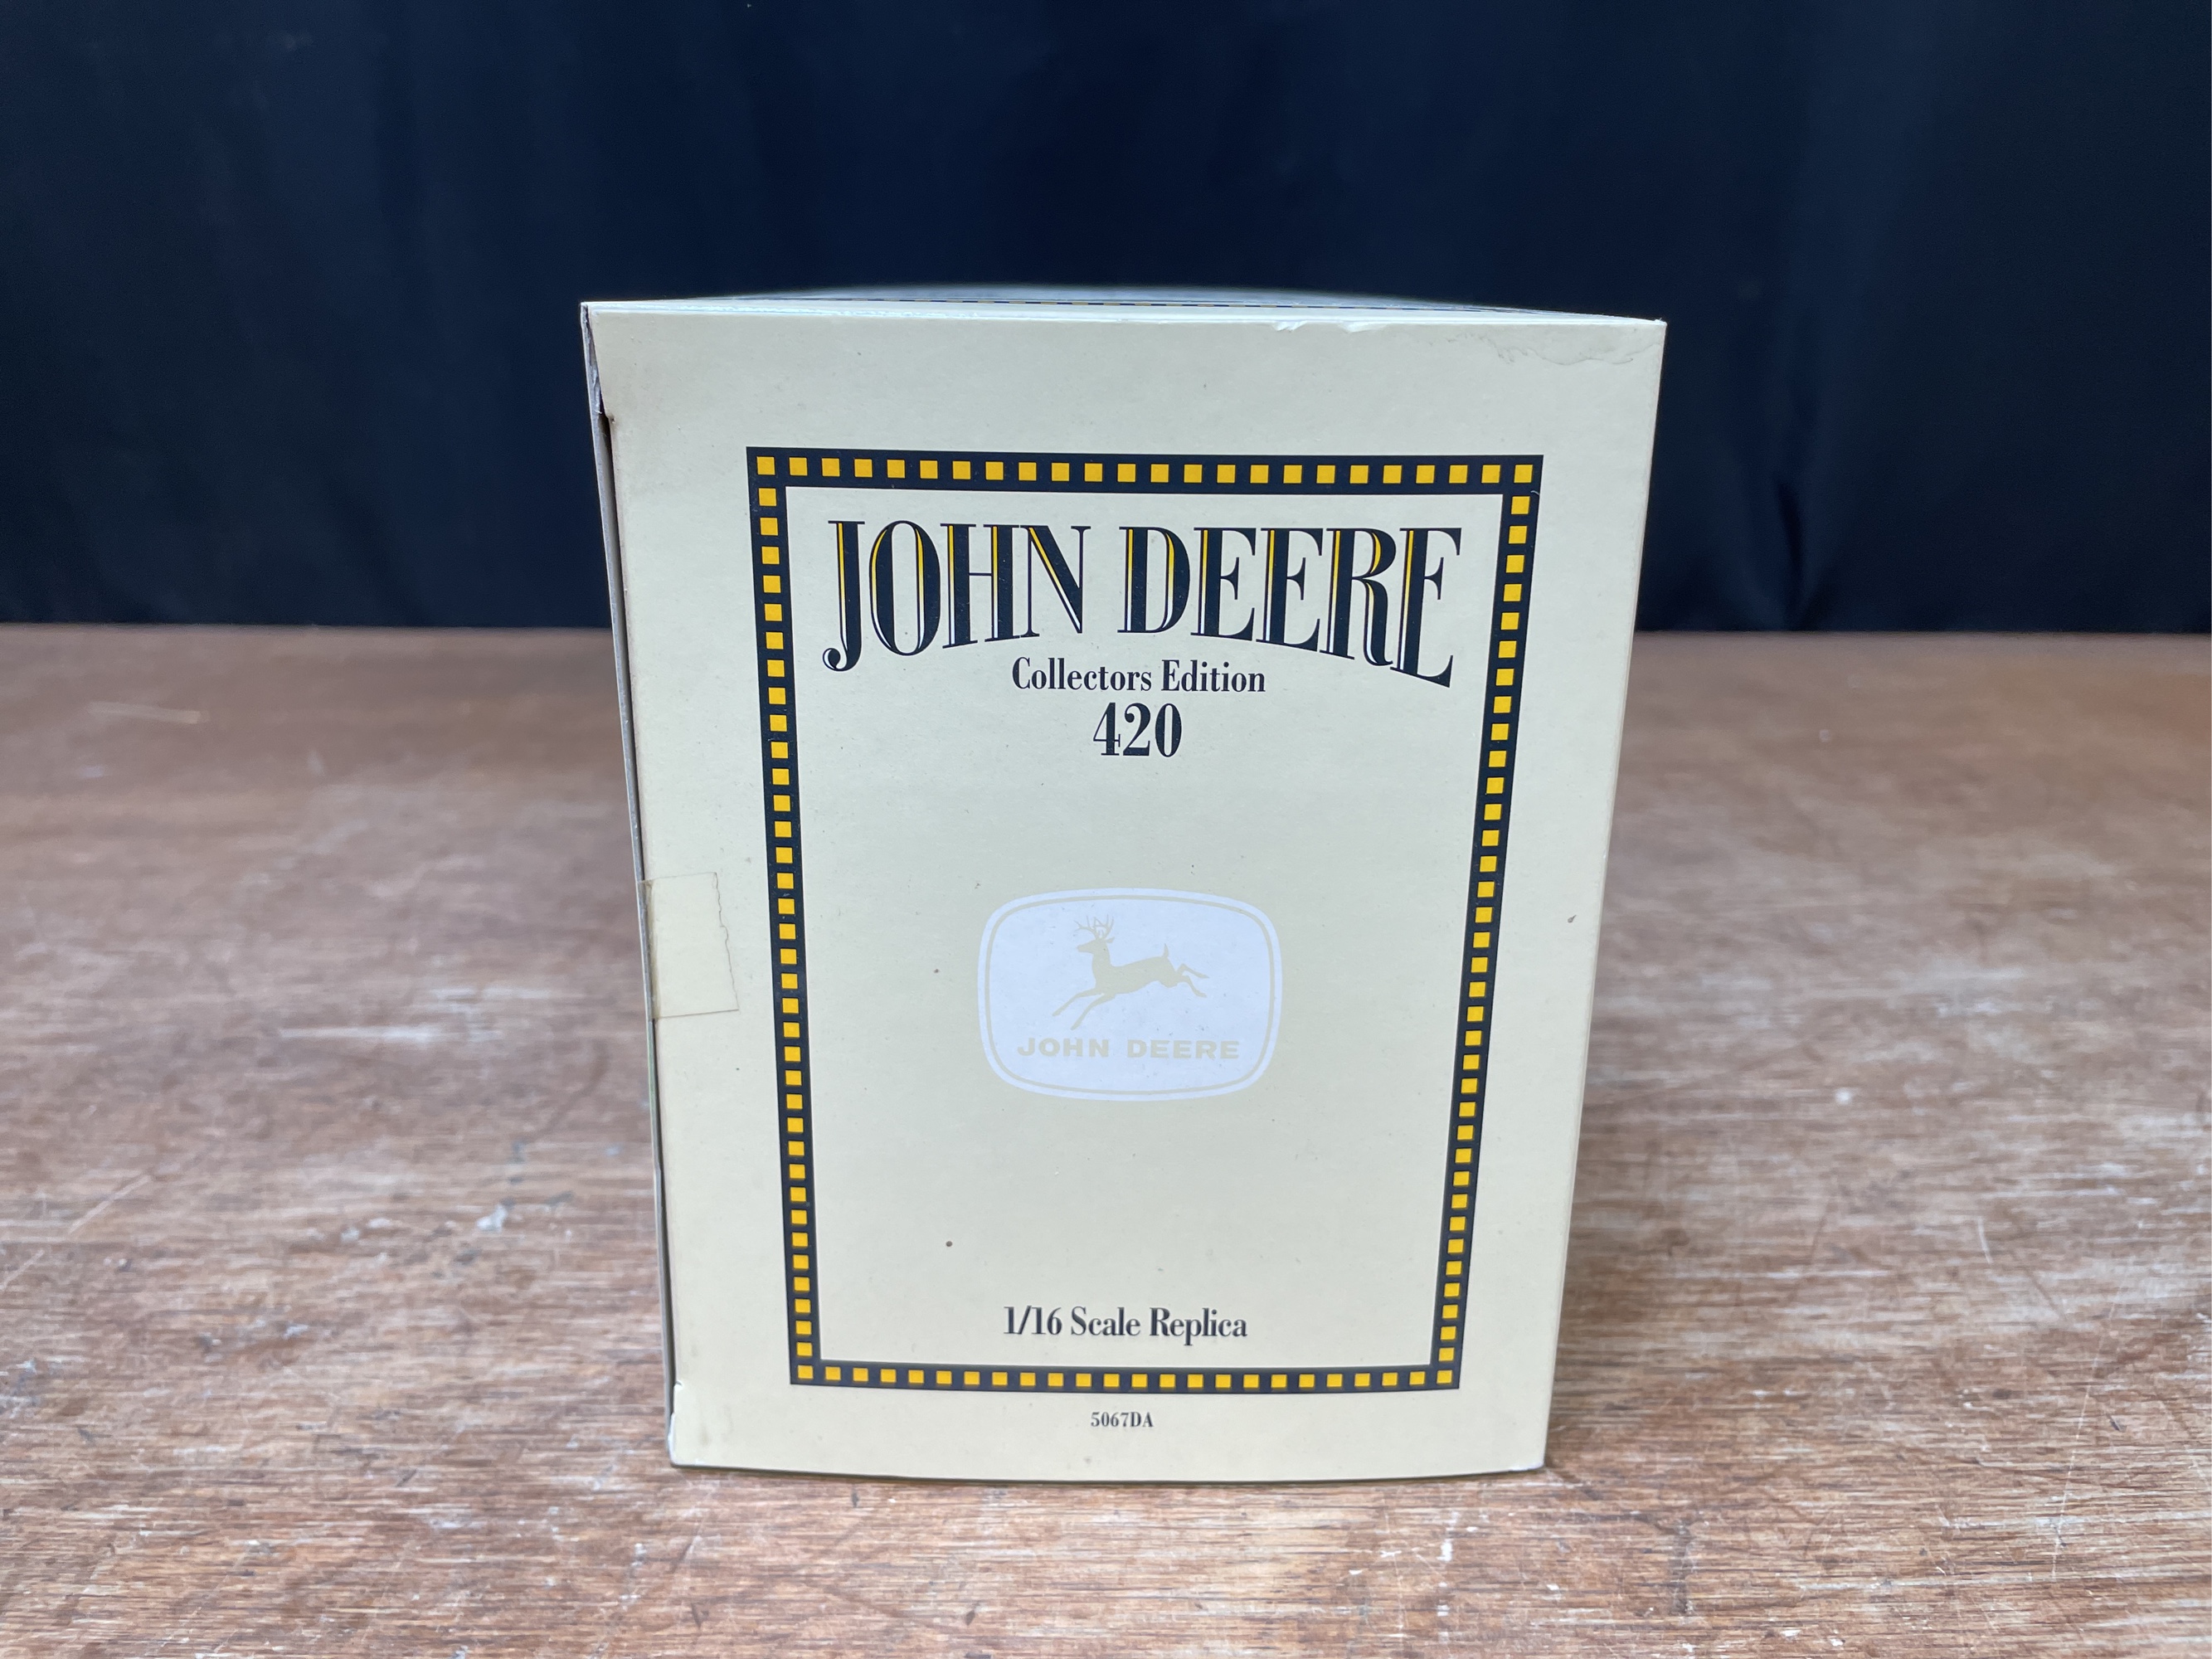 JOHN DEERE
Collectors Edition
420
JOHN DEERE
1/16 Scale Replica
5067DA